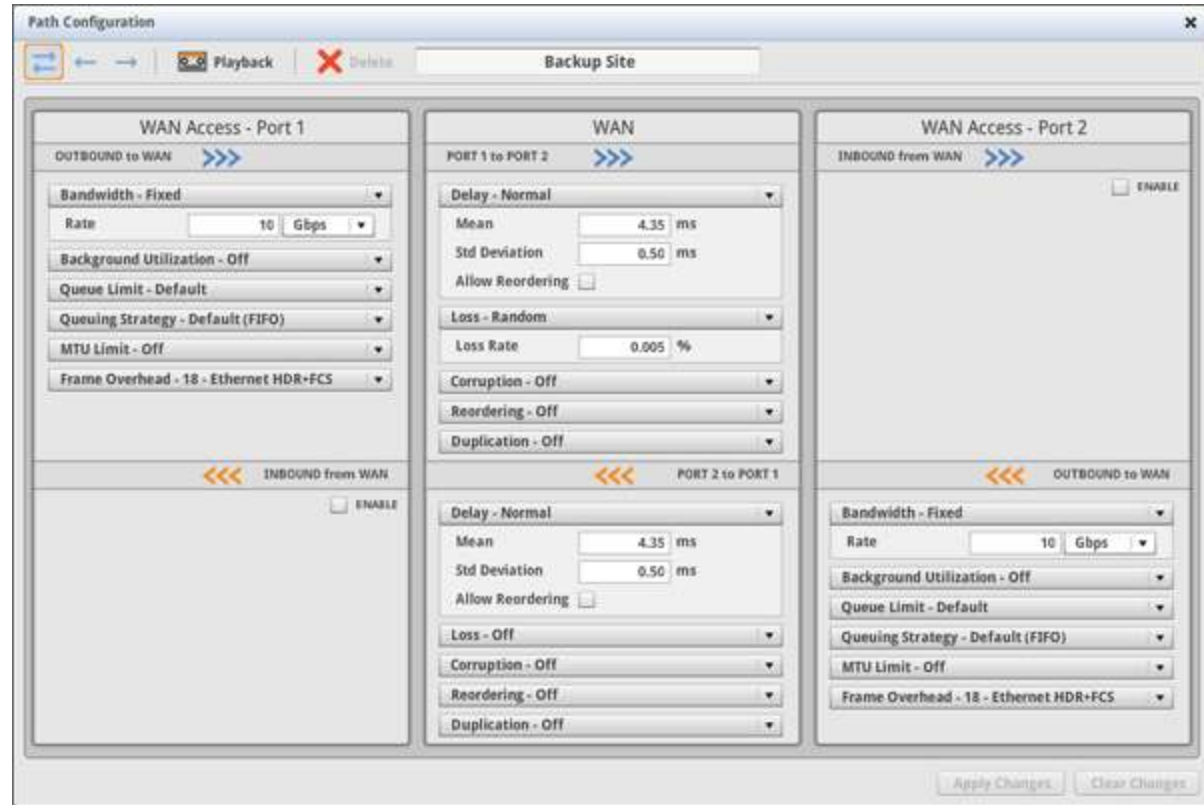 Path Configuration
Playback Delete Backup Site
WAN Access - Port 1
OUTBOUND to WAN
Bandwidth - Fixed
Rate 10 Gbps
Background Utilization - Off
Queue Limit - Default
Queuing Strategy - Default (FIFO)
MTU Limit - Off
Frame Overhead - 18 - Ethernet HDR+FCS
INBOUND from WAN
ENABLE
WAN
PORT 1 to PORT 2
Delay - Normal
Mean 4.35 ms
Std Deviation 0.50 ms
Allow Reordering
Loss - Random
Loss Rate 0.005 %
Corruption - Off
Reordering - Off
Duplication - Off
PORT 2 to PORT 1
Delay - Normal
Mean 4.35 ms
Std Deviation 0.50 ms
Allow Reordering
Loss - Off
Corruption - Off
Reordering - Off
Duplication - Off
WAN Access - Port 2
INBOUND from WAN
ENABLE
OUTBOUND to WAN
Bandwidth - Fixed
Rate 10 Gbps
Background Utilization - Off
Queue Limit - Default
Queuing Strategy - Default (FIFO)
MTU Limit - Off
Frame Overhead - 18 - Ethernet HDR+FCS
Apply Changes Clear Changes